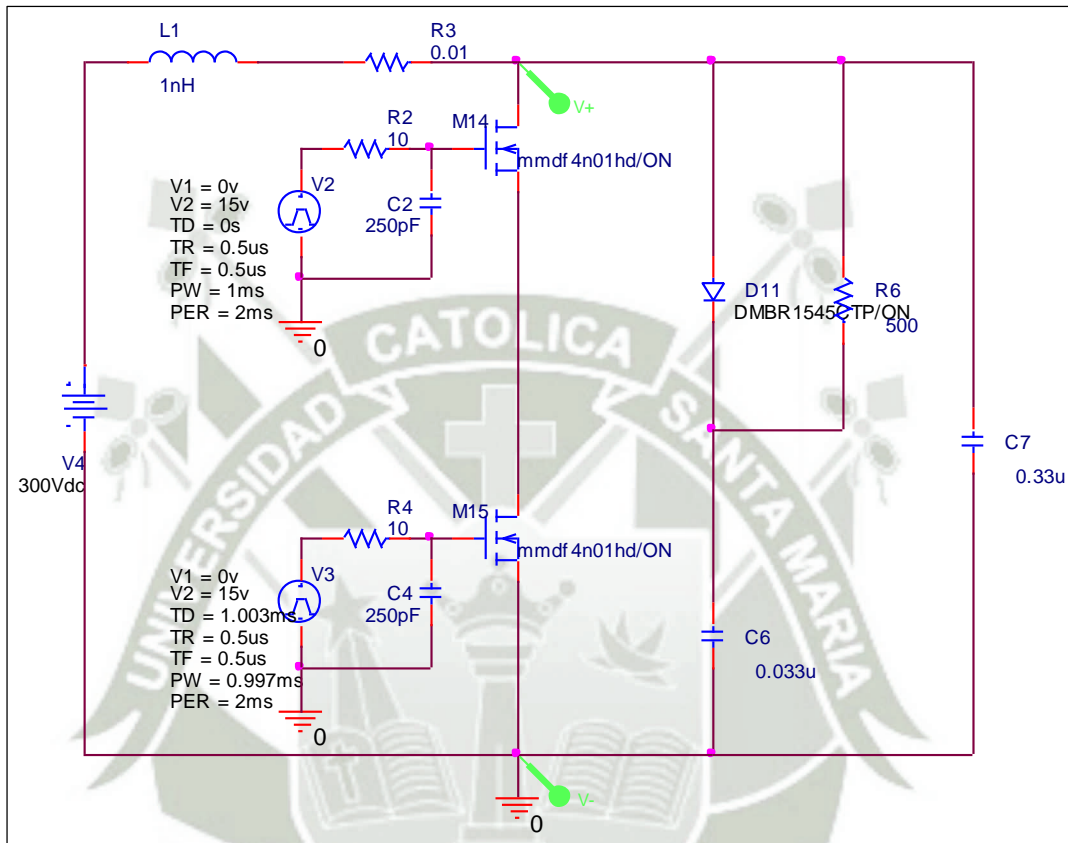 L1
1nH
R3
0.01
V+
R2
10
M14
mmdf4n01hd/ON
V2
C2
250pF
V1 = 0v
V2 = 15v
TD = 0s
TR = 0.5us
TF = 0.5us
PW = 1ms
PER = 2ms
0
D11
DMBR1545CTP/ON
R6
500
CATOLICA
UNIVERSIDAD
SANTA MARIA
V4
300Vdc
C7
0.33u
R4
10
M15
mmdf4n01hd/ON
V3
C4
250pF
V1 = 0v
V2 = 15v
TD = 1.003ms
TR = 0.5us
TF = 0.5us
PW = 0.997ms
PER = 2ms
0
C6
0.033u
V-
0